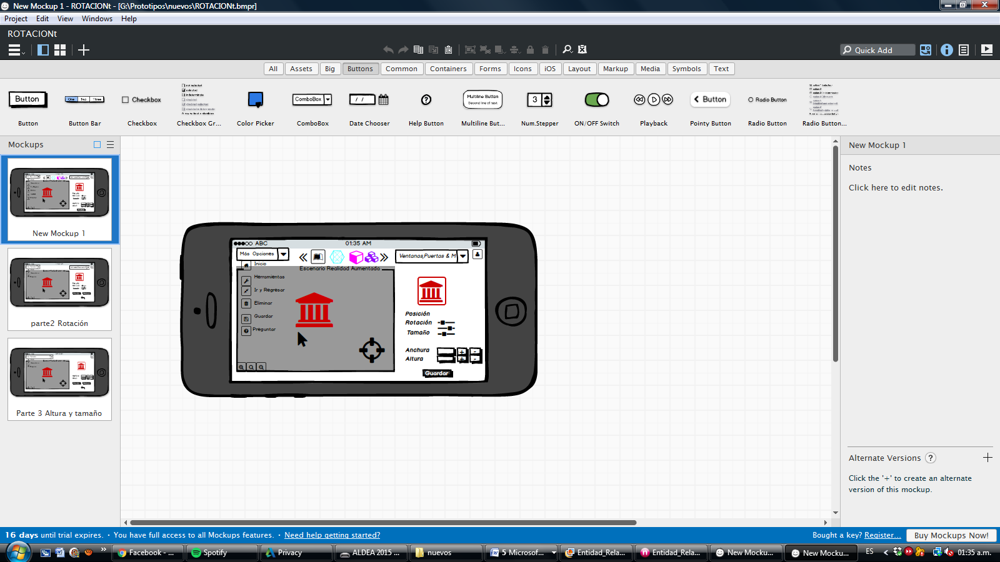 New Mockup 1 - ROTACIONt - [G:\Prototipos\nuevos\ROTACIONt.bmpr]
Project Edit View Windows Help
ROTACIONt
Quick Add
All Assets Big Buttons Common Containers Forms Icons iOS Layout Markup Media Symbols Text
Button One Two Three Checkbox ComboBox / / ? Multiline Button 3 Button Radio Button
Second line of text
Button Button Bar Checkbox Checkbox Gr... Color Picker ComboBox Date Chooser Help Button Multiline But... Num.Stepper ON/OFF Switch Playback Pointy Button Radio Button Radio Button...
Mockups
New Mockup 1
parte2 Rotación
Parte 3 Altura y tamaño
ABC 01:35 AM
Más Opciones
Ventanas,Puertas & M
Inicio
Escenario Realidad Aumentada
Herramientas
Ir y Regresar
Eliminar
Guardar
Preguntar
Posición
Rotación
Tamaño
Anchura + -
Altura + -
Guardar
New Mockup 1
Notes
Click here to edit notes.
Alternate Versions ?
Click the '+' to create an alternate
version of this mockup.
16 days until trial expires. · You have full access to all Mockups features. · Need help getting started?
Bought a key? Register... Buy Mockups Now!
Facebook - ... Spotify Privacy ALDEA 2015 ... nuevos 5 Microsof... Entidad_Rela... Entidad_Rela... New Mocku... New Mocku... ES 01:35 a.m.